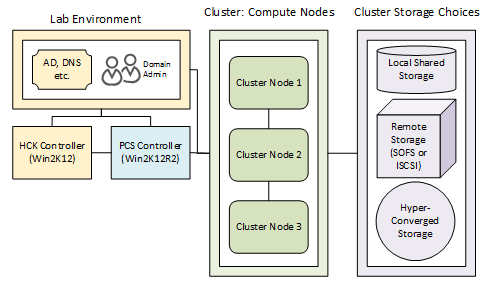 Lab Environment
Cluster: Compute Nodes
Cluster Storage Choices
AD, DNS
etc.
Domain
Admin
HCK Controller
(Win2K12)
PCS Controller
(Win2K12R2)
Cluster Node 1
Cluster Node 2
Cluster Node 3
Local Shared
Storage
Remote
Storage
(SOFS or
ISCSI)
Hyper-
Converged
Storage